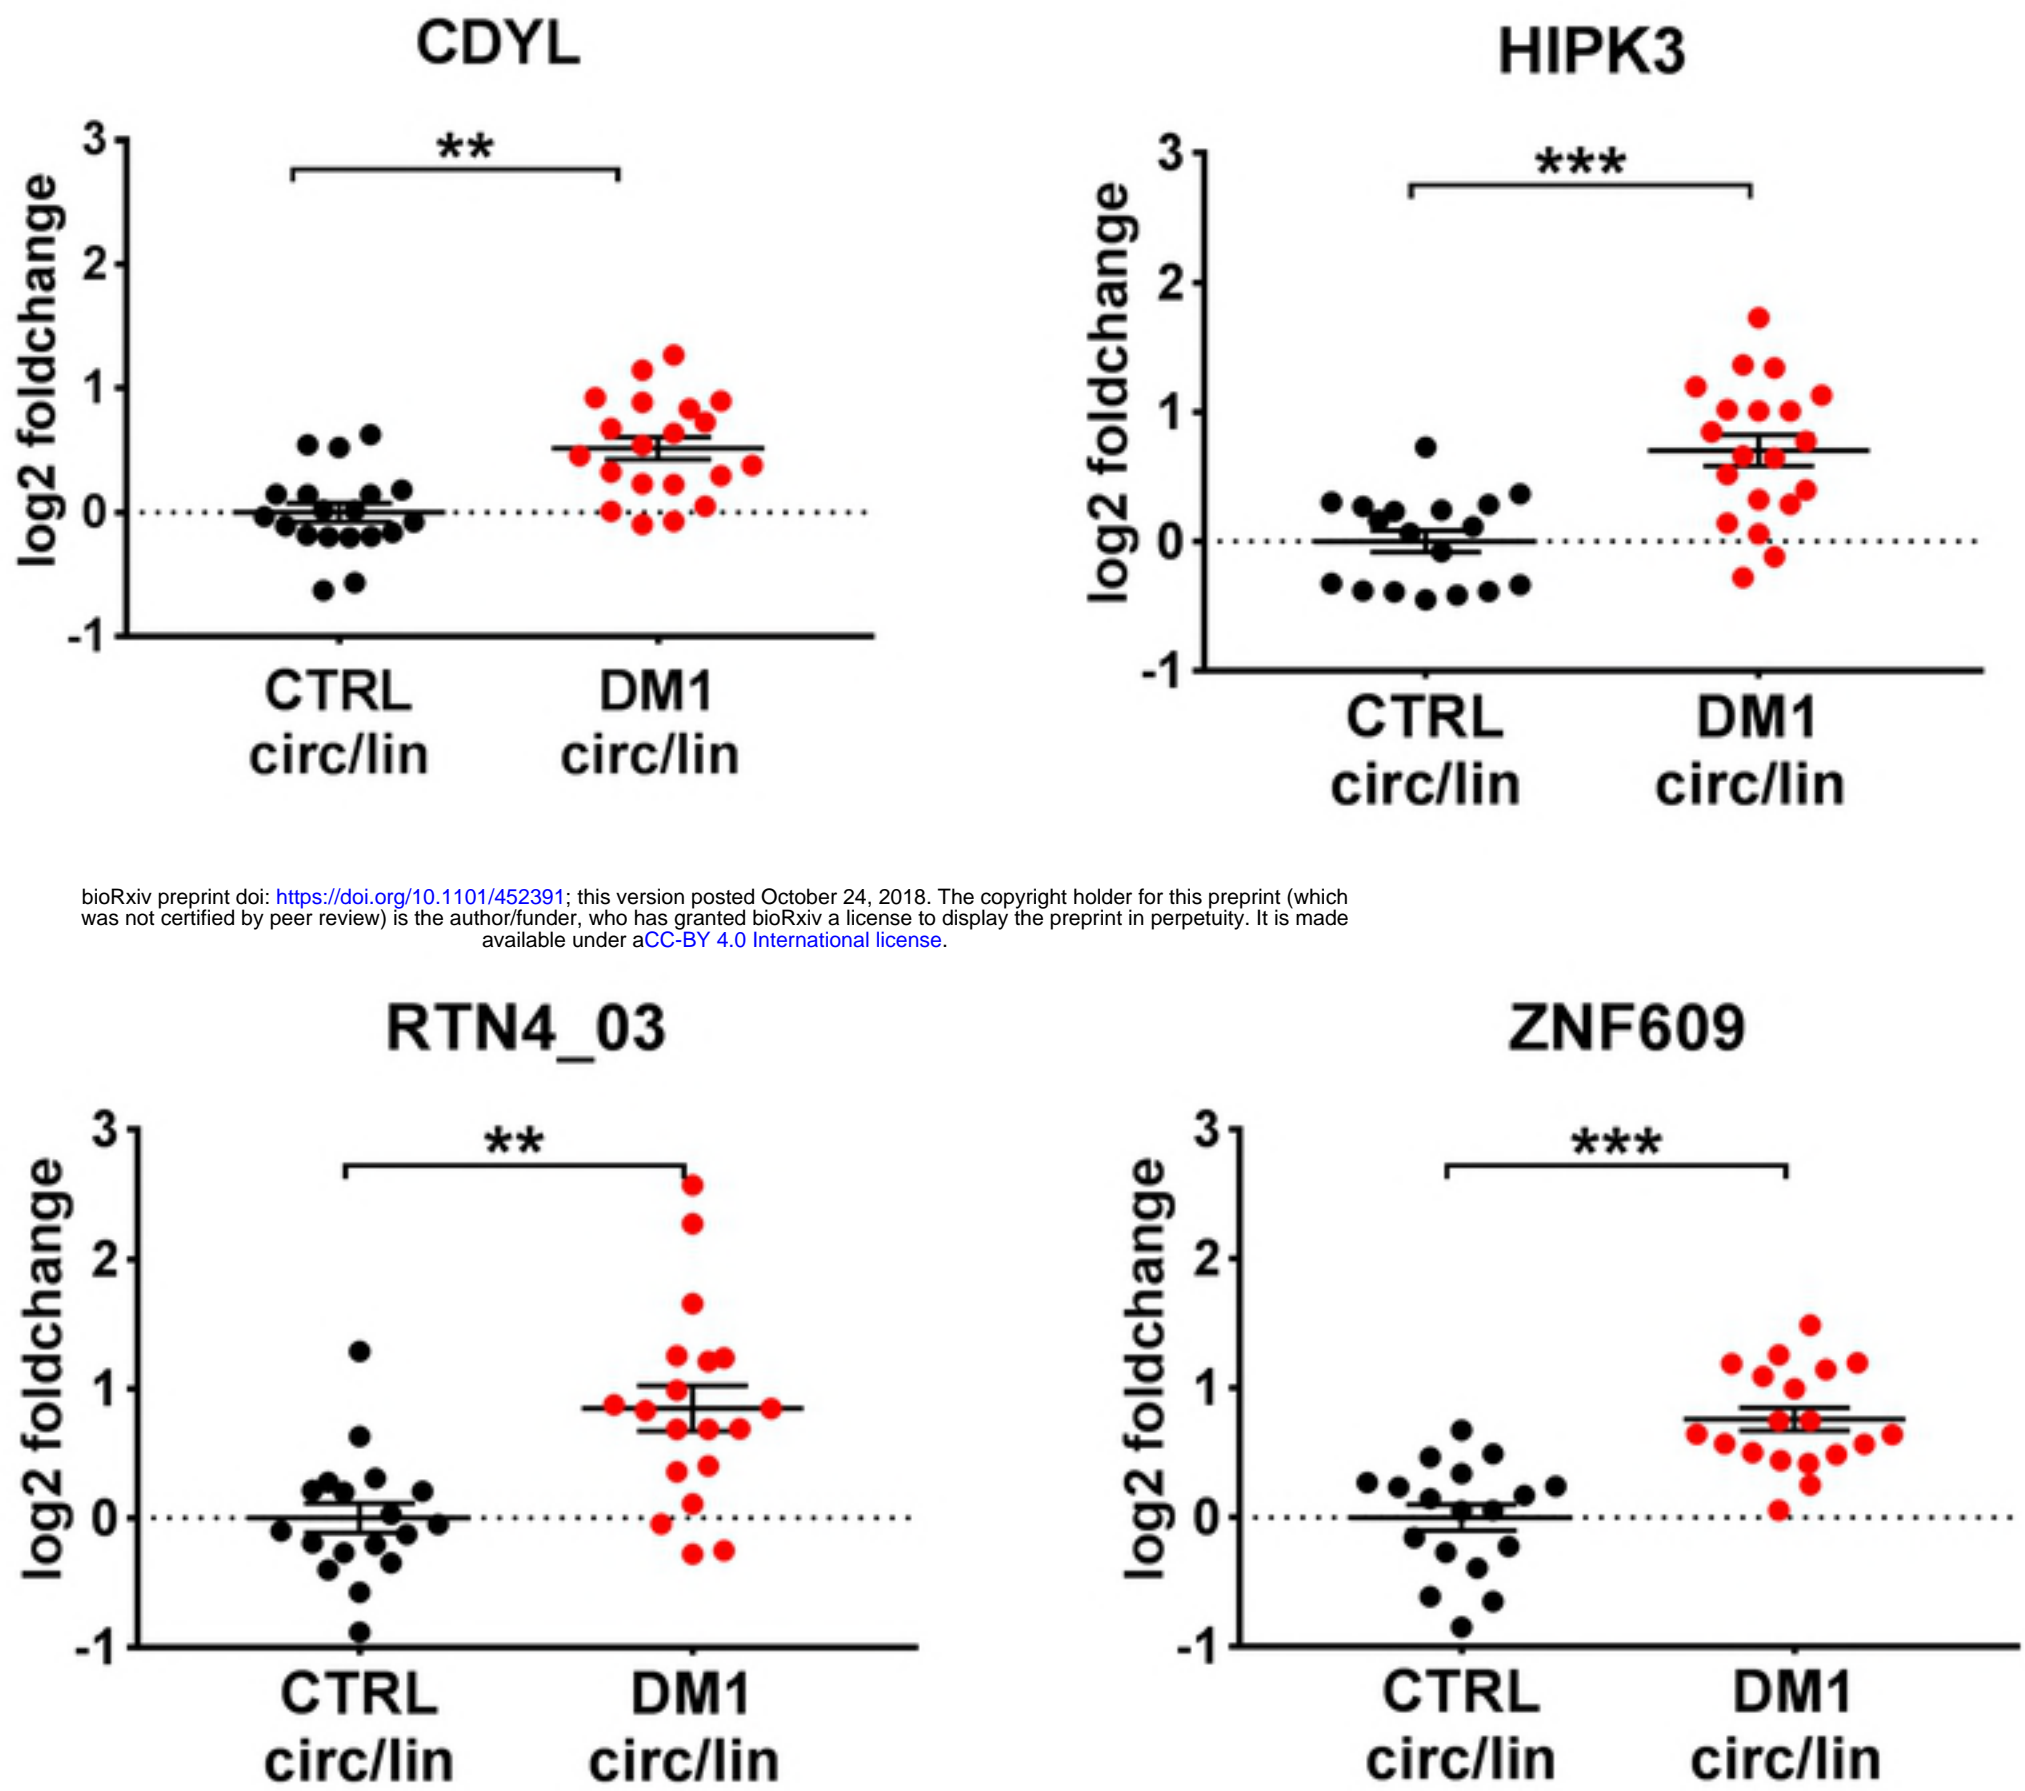 CDYL
**
log2 foldchange
3
2
1
0
-1
CTRL
circ/lin
DM1
circ/lin
HIPK3
***
log2 foldchange
3
2
1
0
-1
CTRL
circ/lin
DM1
circ/lin
bioRxiv preprint doi: https://doi.org/10.1101/452391; this version posted October 24, 2018. The copyright holder for this preprint (which
was not certified by peer review) is the author/funder, who has granted bioRxiv a license to display the preprint in perpetuity. It is made
available under aCC-BY 4.0 International license.
RTN4_03
**
log2 foldchange
3
2
1
0
-1
CTRL
circ/lin
DM1
circ/lin
ZNF609
***
log2 foldchange
3
2
1
0
-1
CTRL
circ/lin
DM1
circ/lin